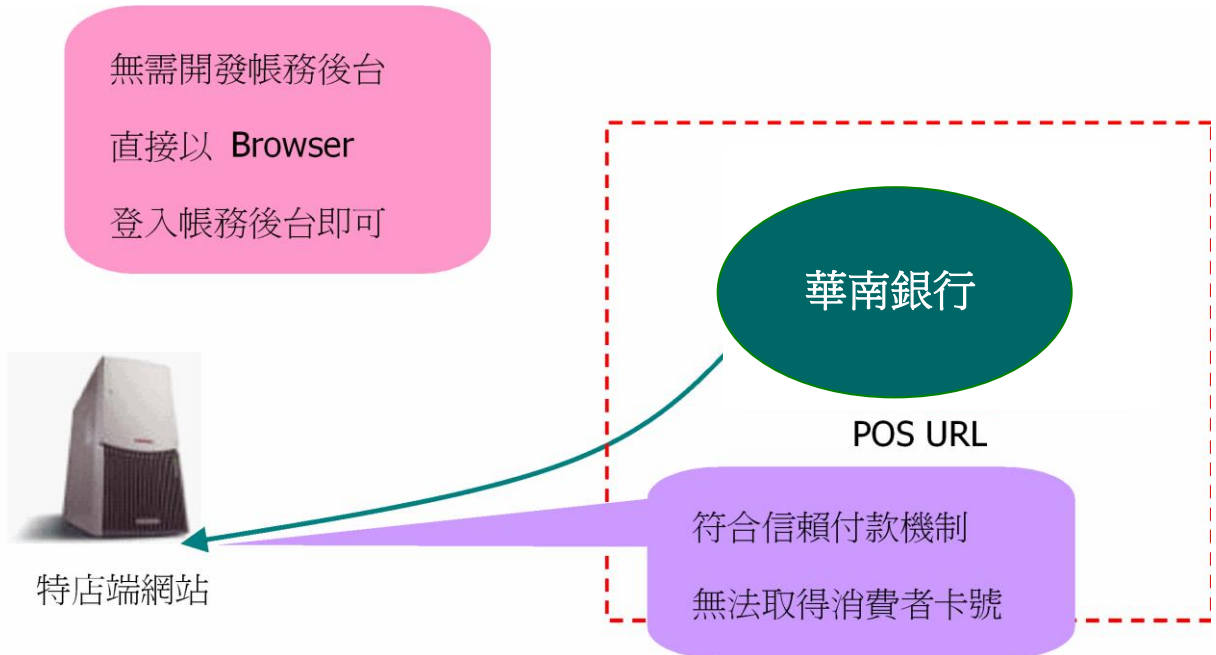 無需開發帳務後台
直接以 Browser
登入帳務後台即可
華南銀行
POS URL
符合信賴付款機制
無法取得消費者卡號
特店端網站